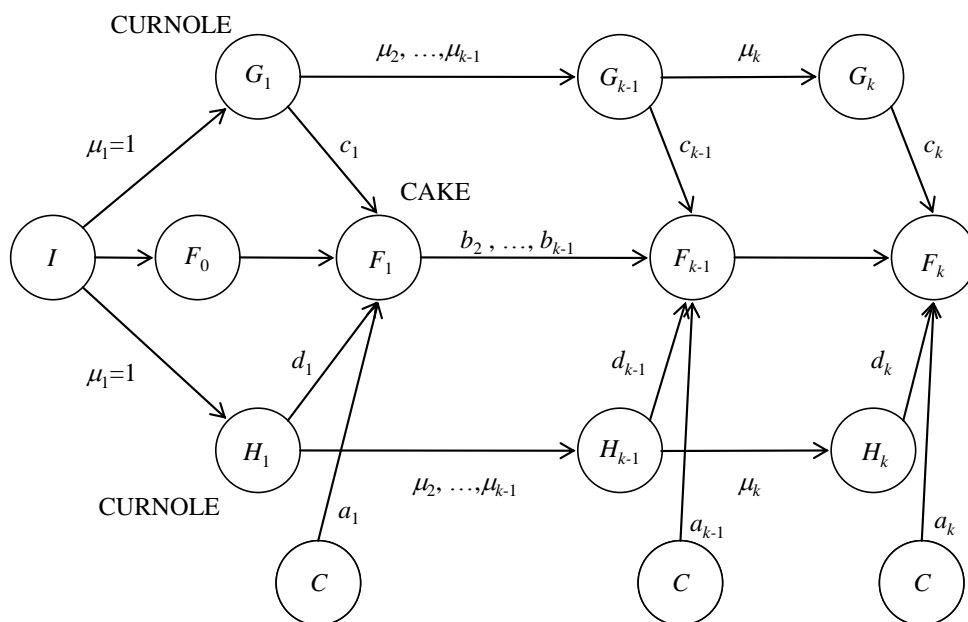 CURNOLE
G₁
μ₂, …,μₖ₋₁
Gₖ₋₁
μₖ
Gₖ
μ₁=1
c₁
cₖ₋₁
cₖ
CAKE
I
F₀
F₁
b₂ , …, bₖ₋₁
Fₖ₋₁
Fₖ
μ₁=1
d₁
dₖ₋₁
dₖ
H₁
Hₖ₋₁
Hₖ
CURNOLE
μ₂, …,μₖ₋₁
μₖ
a₁
aₖ₋₁
aₖ
C
C
C